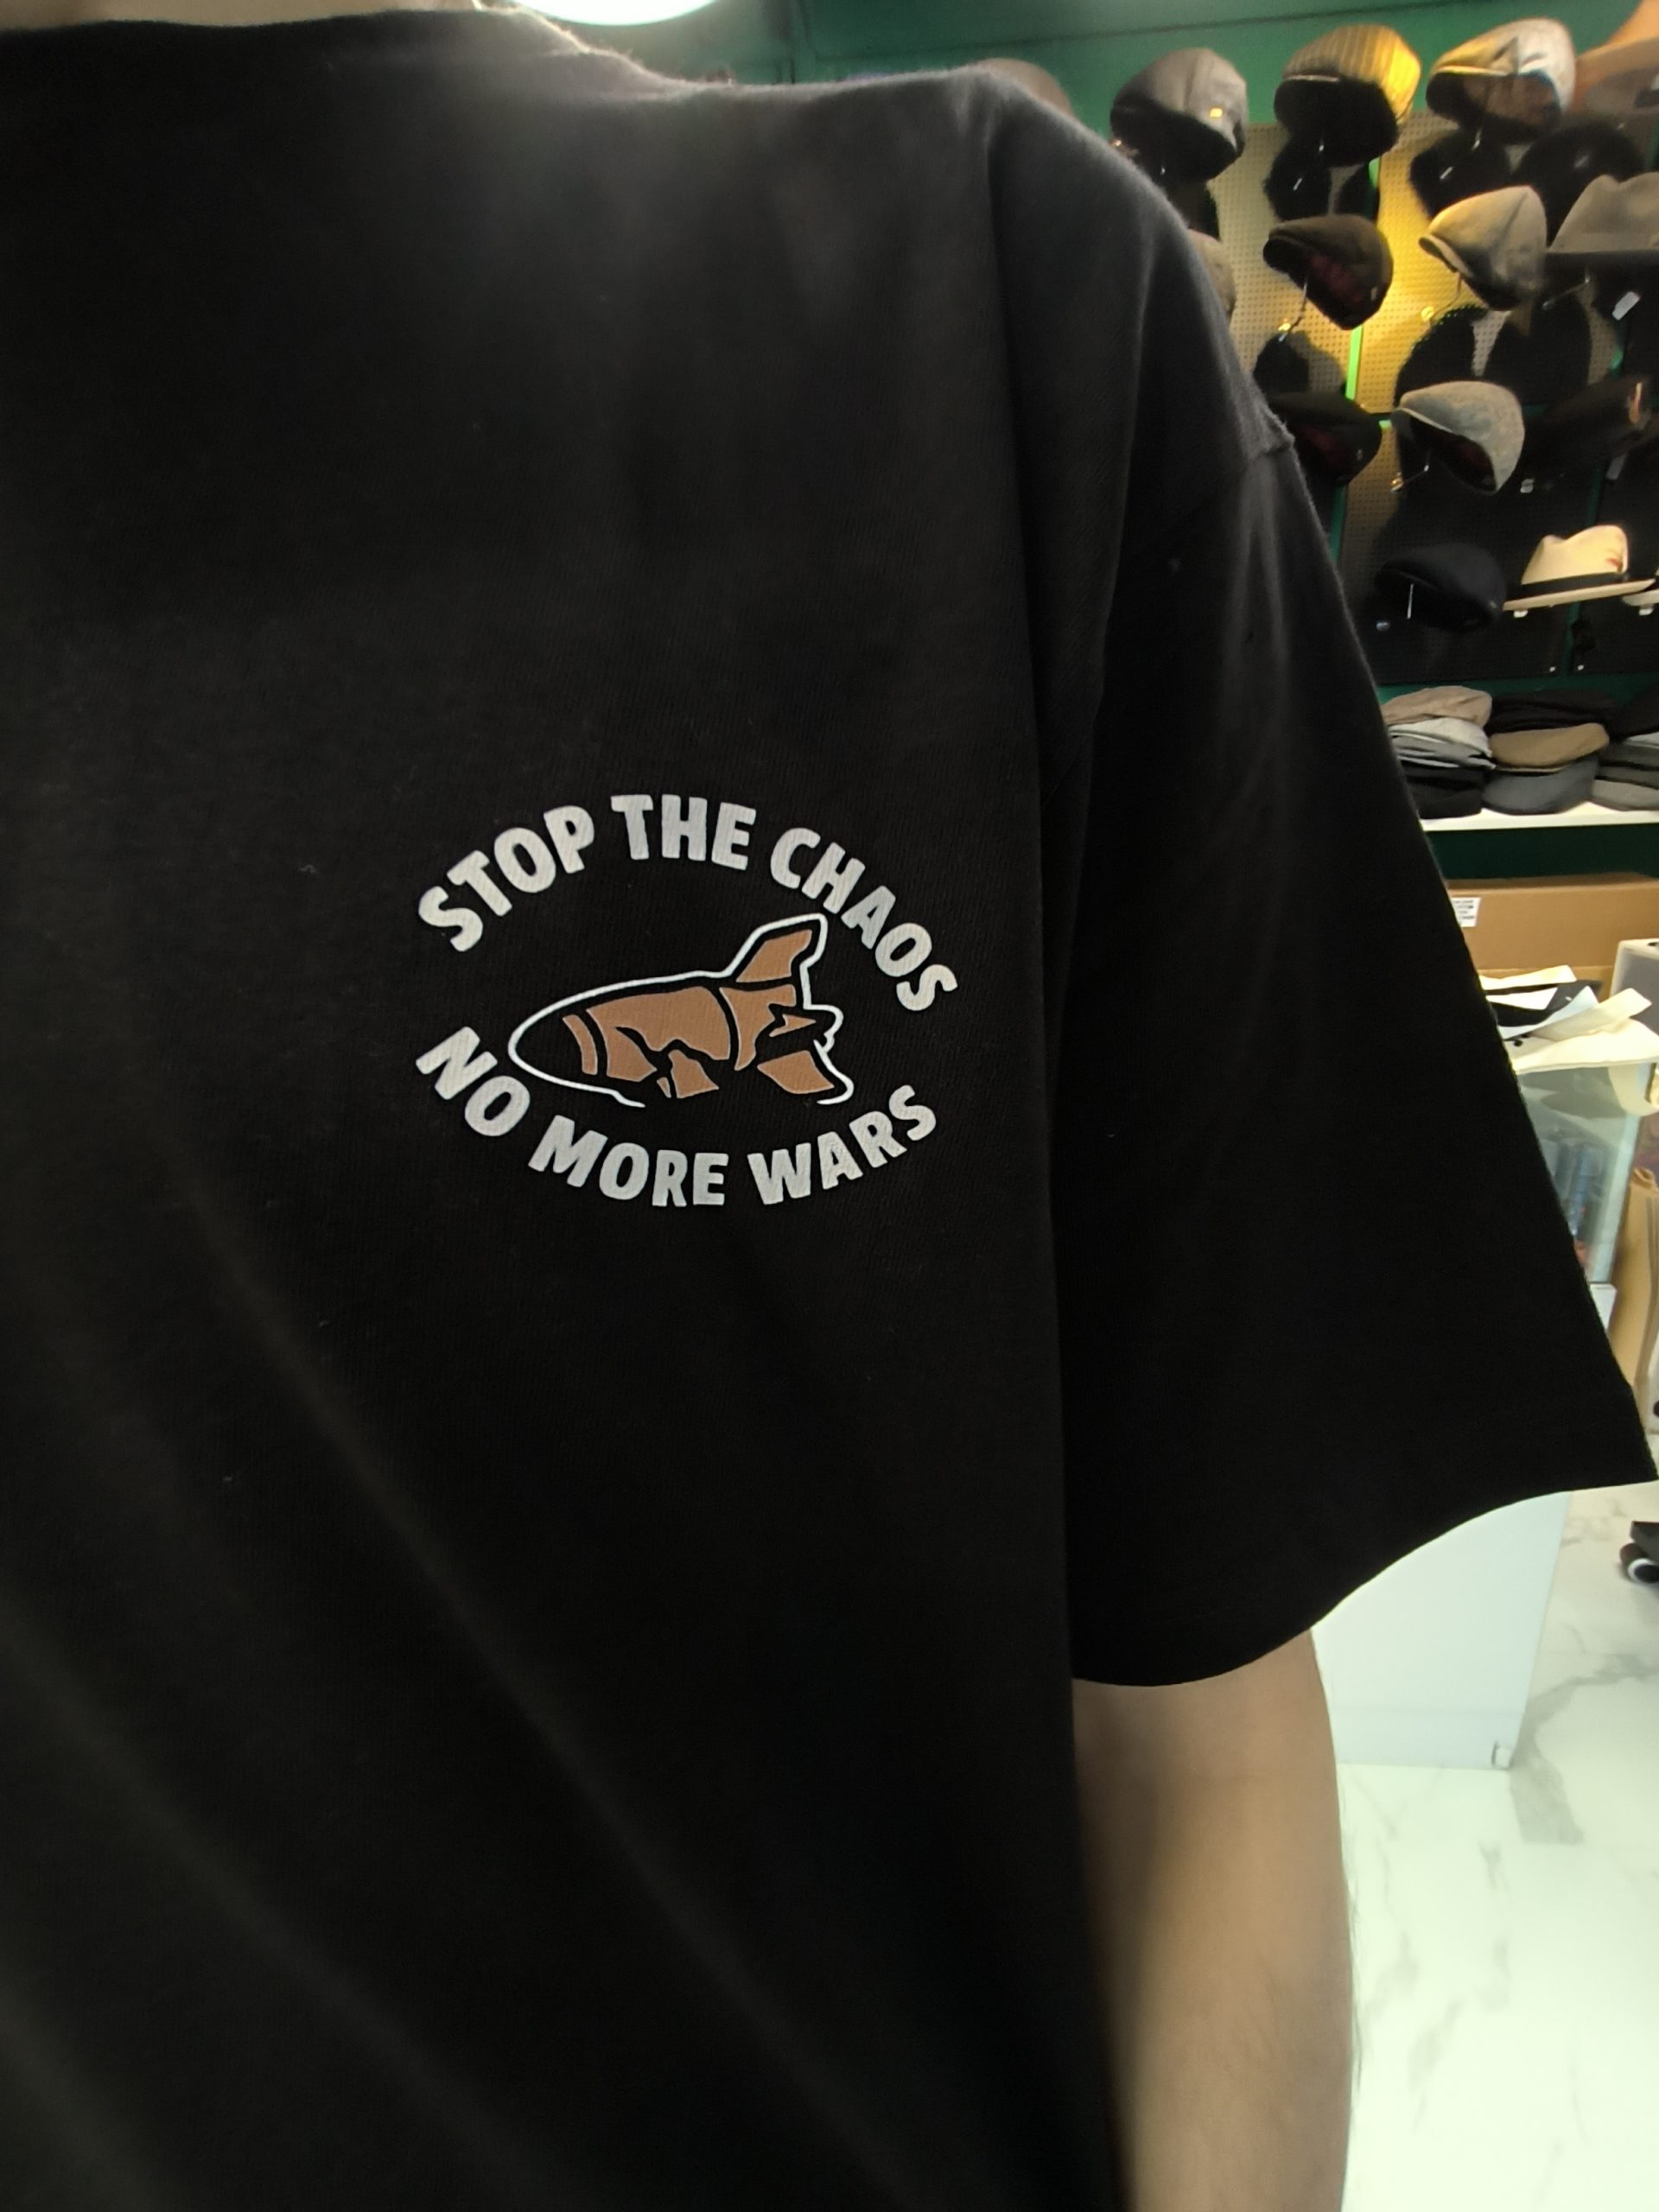 STOP THE CHAOS
NO MORE WARS